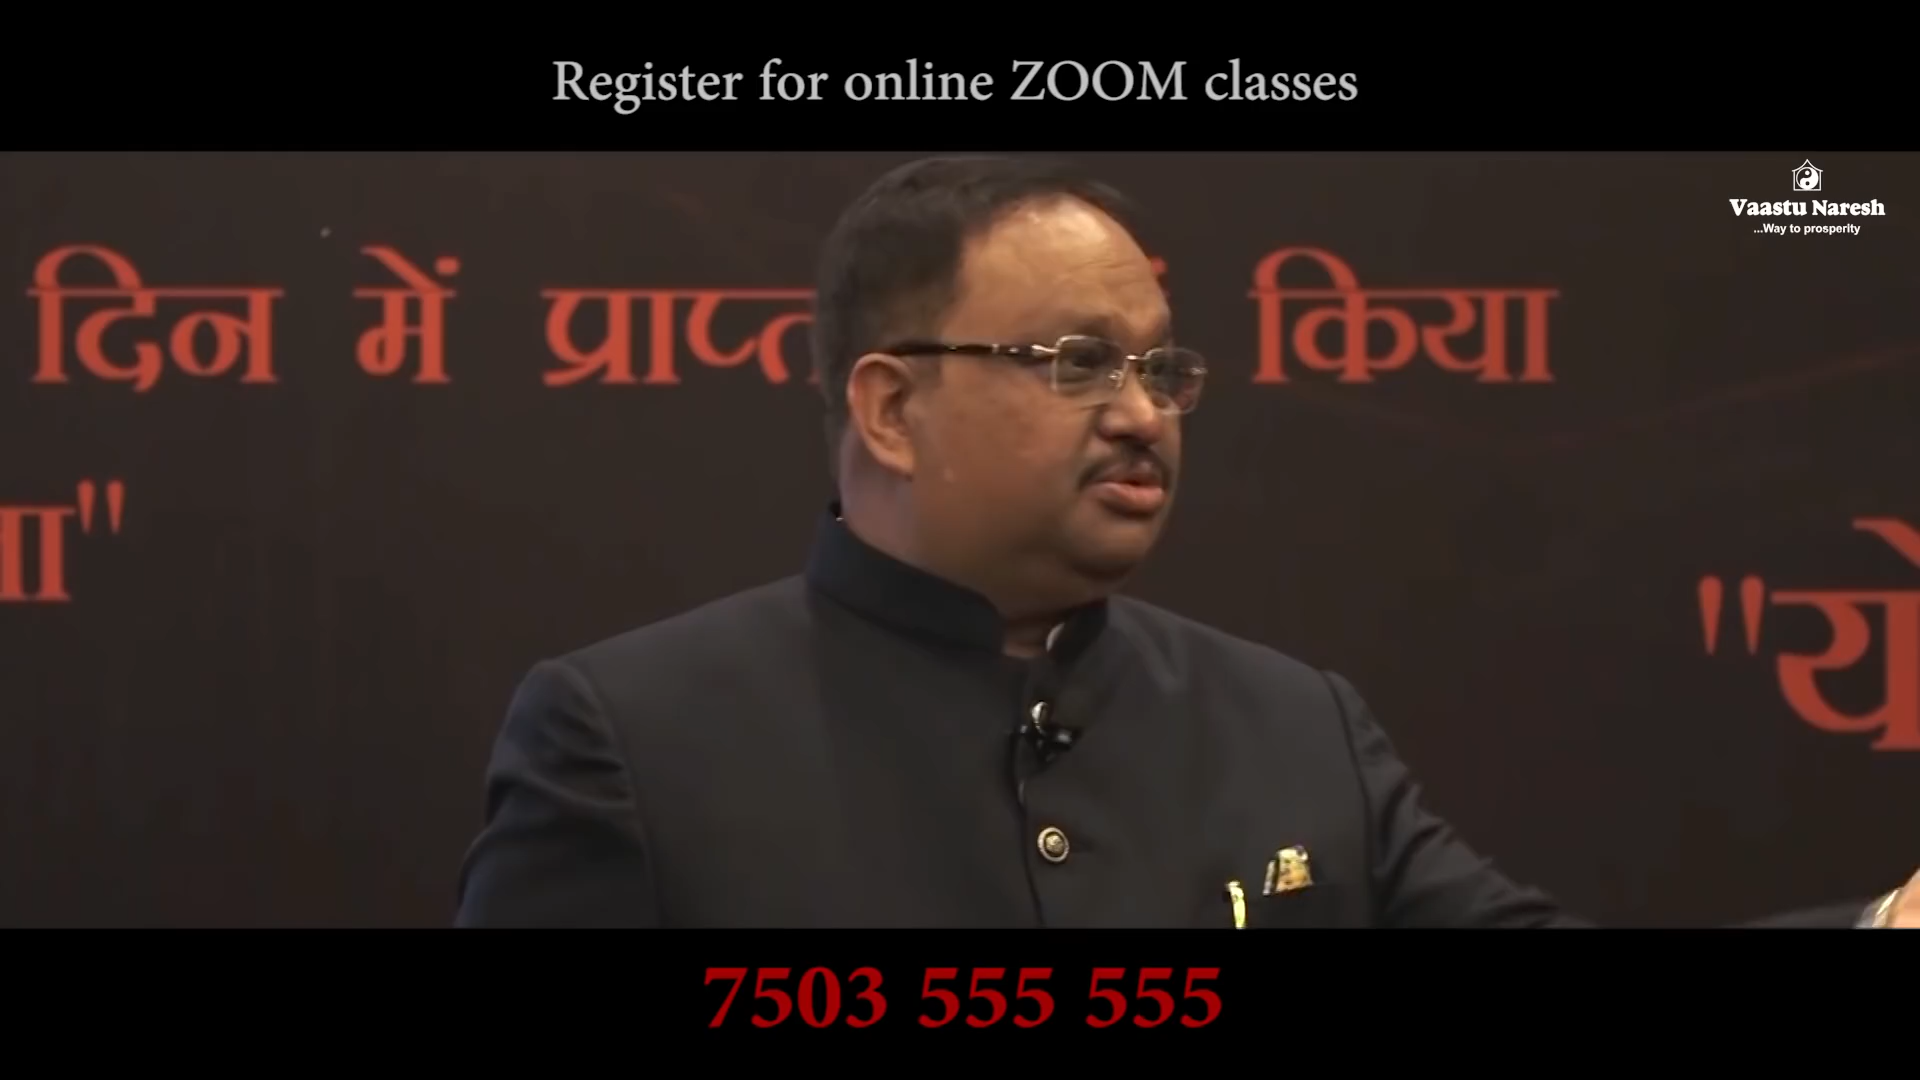 Register for online ZOOM classes
Vaastu Naresh
...Way to prosperity
दिन में प्राप्त किया
"
"
7503 555 555